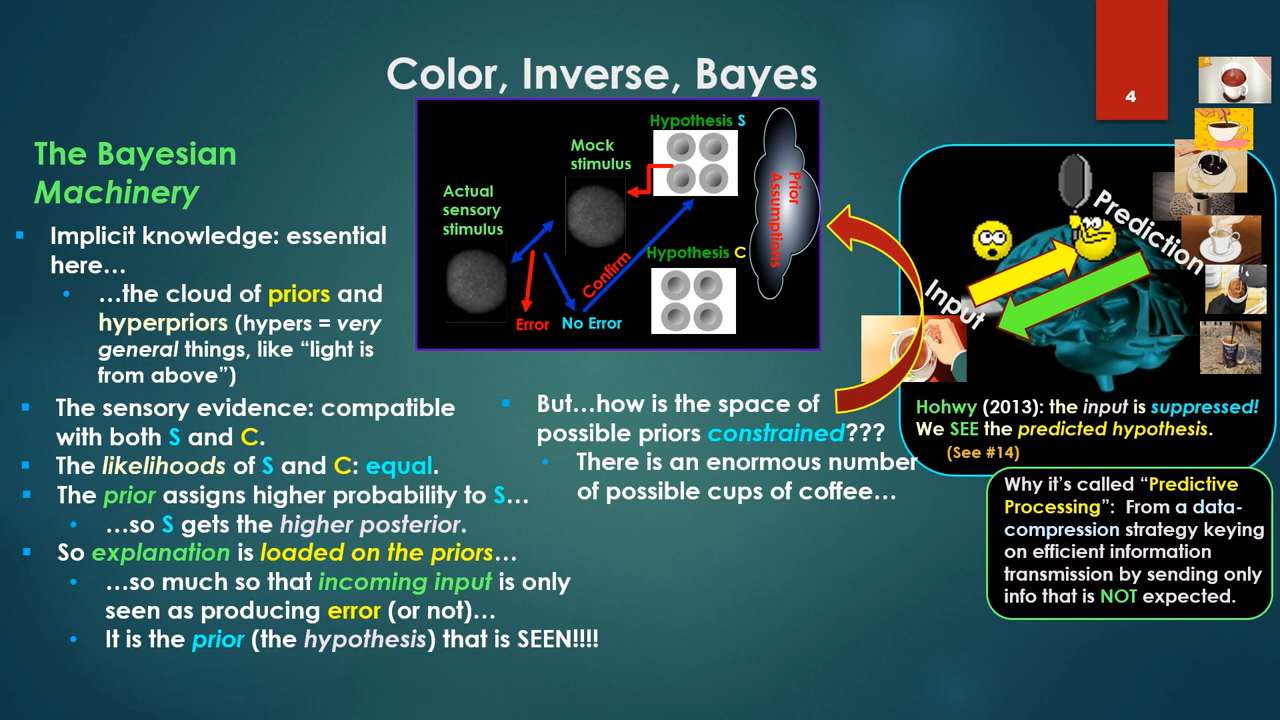 Color, Inverse, Bayes
4
The Bayesian
Machinery
Implicit knowledge: essential
here…
…the cloud of priors and
hyperpriors (hypers = very
general things, like “light is
from above”)
The sensory evidence: compatible
with both S and C.
The likelihoods of S and C: equal.
The prior assigns higher probability to S…
…so S gets the higher posterior.
So explanation is loaded on the priors…
…so much so that incoming input is only
seen as producing error (or not)…
It is the prior (the hypothesis) that is SEEN!!!!
Actual
sensory
stimulus
Mock
stimulus
Hypothesis S
Hypothesis C
Prior
Assumptions
Error
No Error
Confirm
But…how is the space of
possible priors constrained???
There is an enormous number
of possible cups of coffee…
Prediction
Input
Hohwy (2013): the input is suppressed!
We SEE the predicted hypothesis.
(See #14)
Why it’s called “Predictive
Processing”: From a data-
compression strategy keying
on efficient information
transmission by sending only
info that is NOT expected.